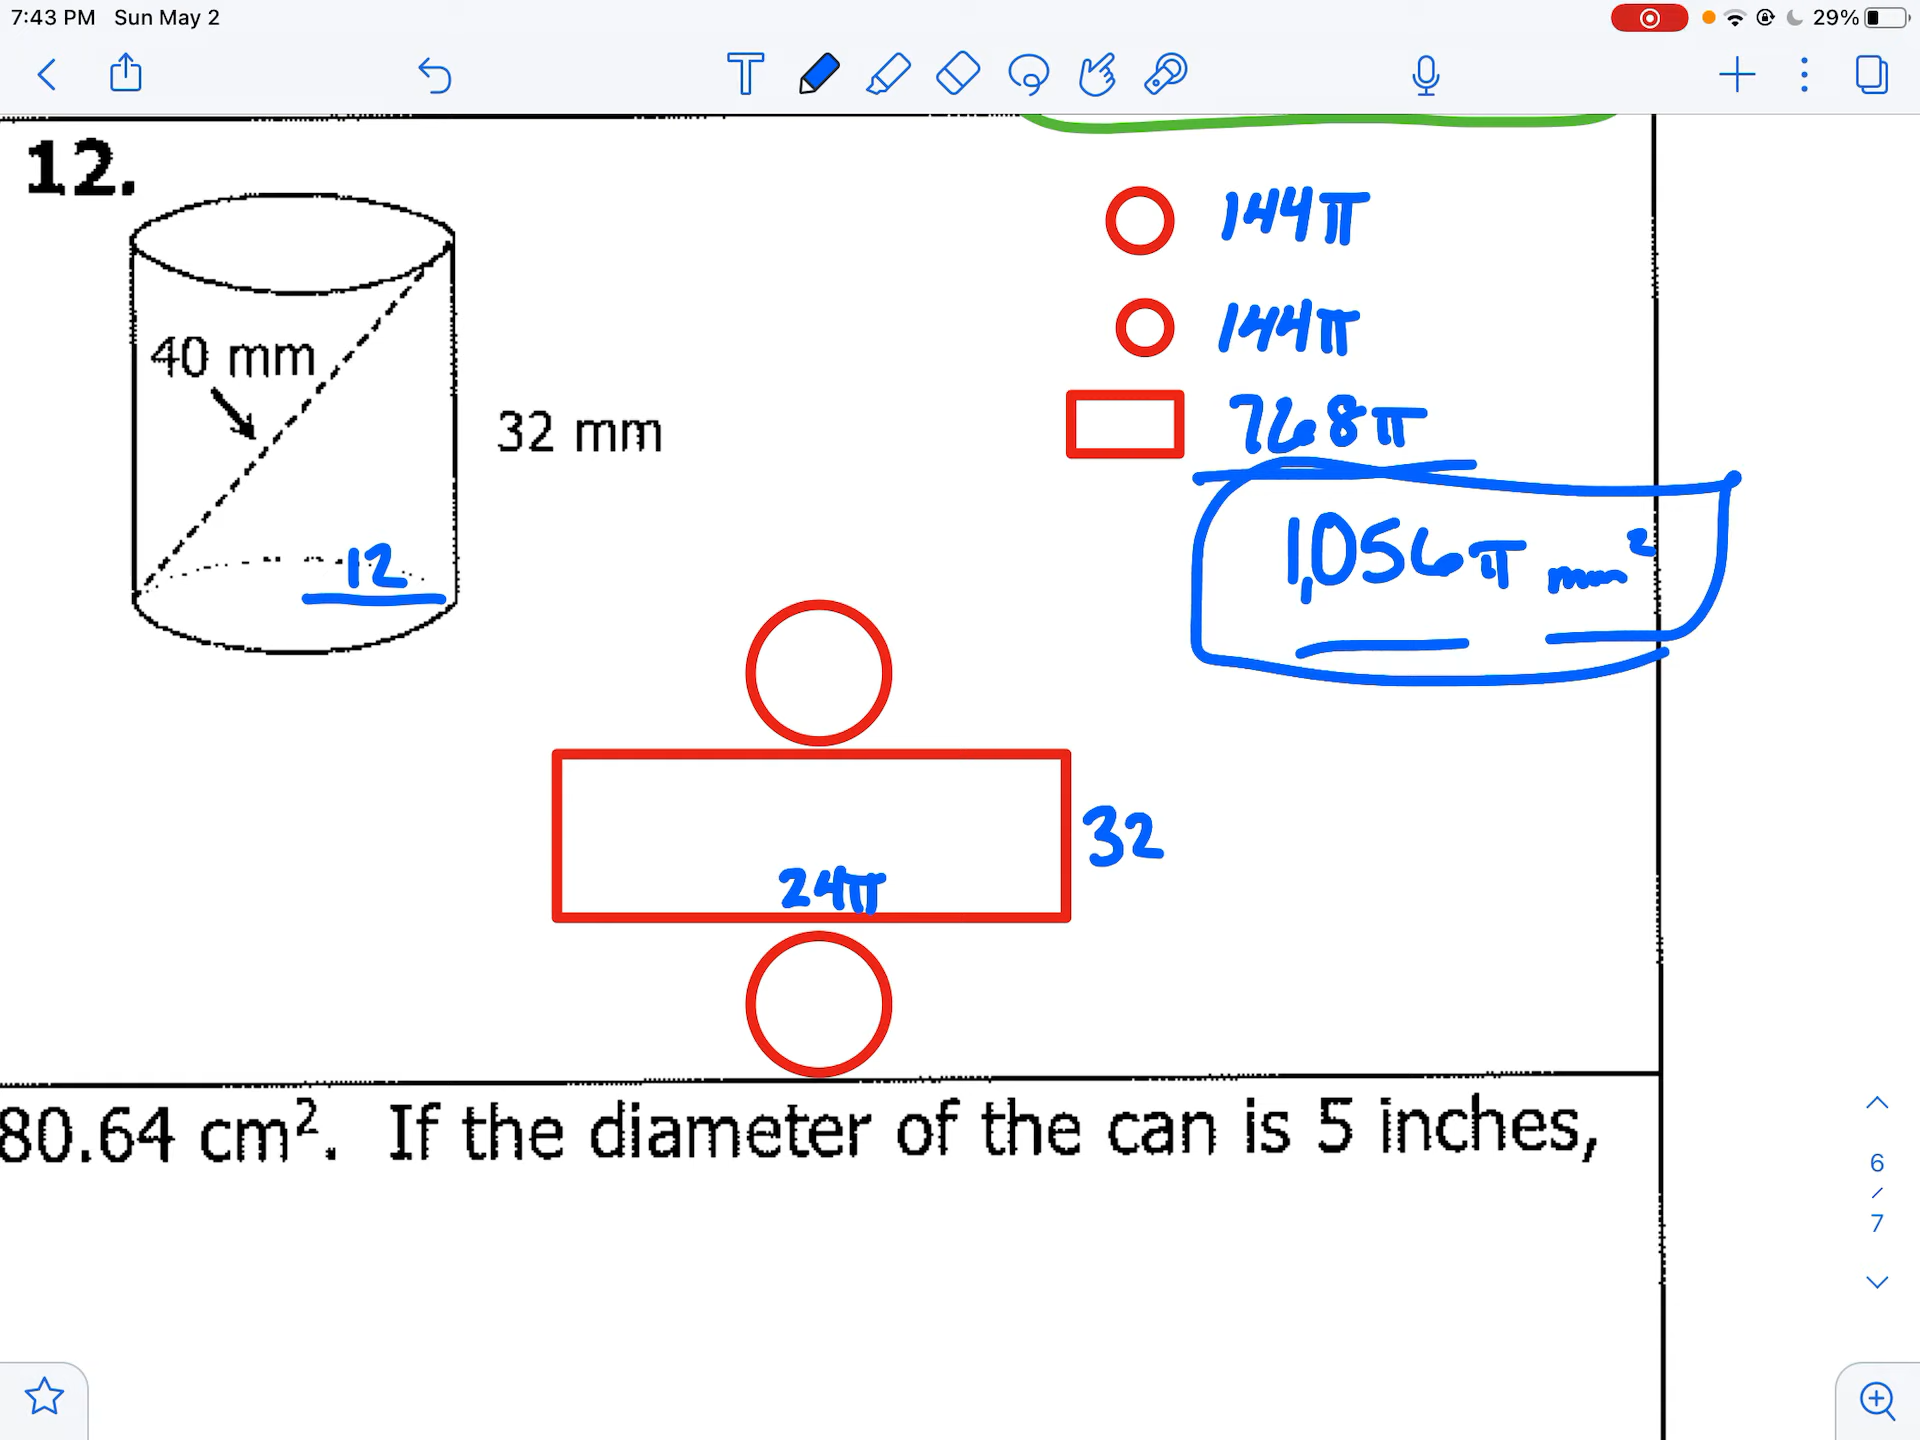 7:43 PM Sun May 2
29%
T
12.
144π
144π
40 mm
32 mm
768π
1,056π mm²
12
32
24π
80.64 cm². If the diameter of the can is 5 inches,
6
/
7